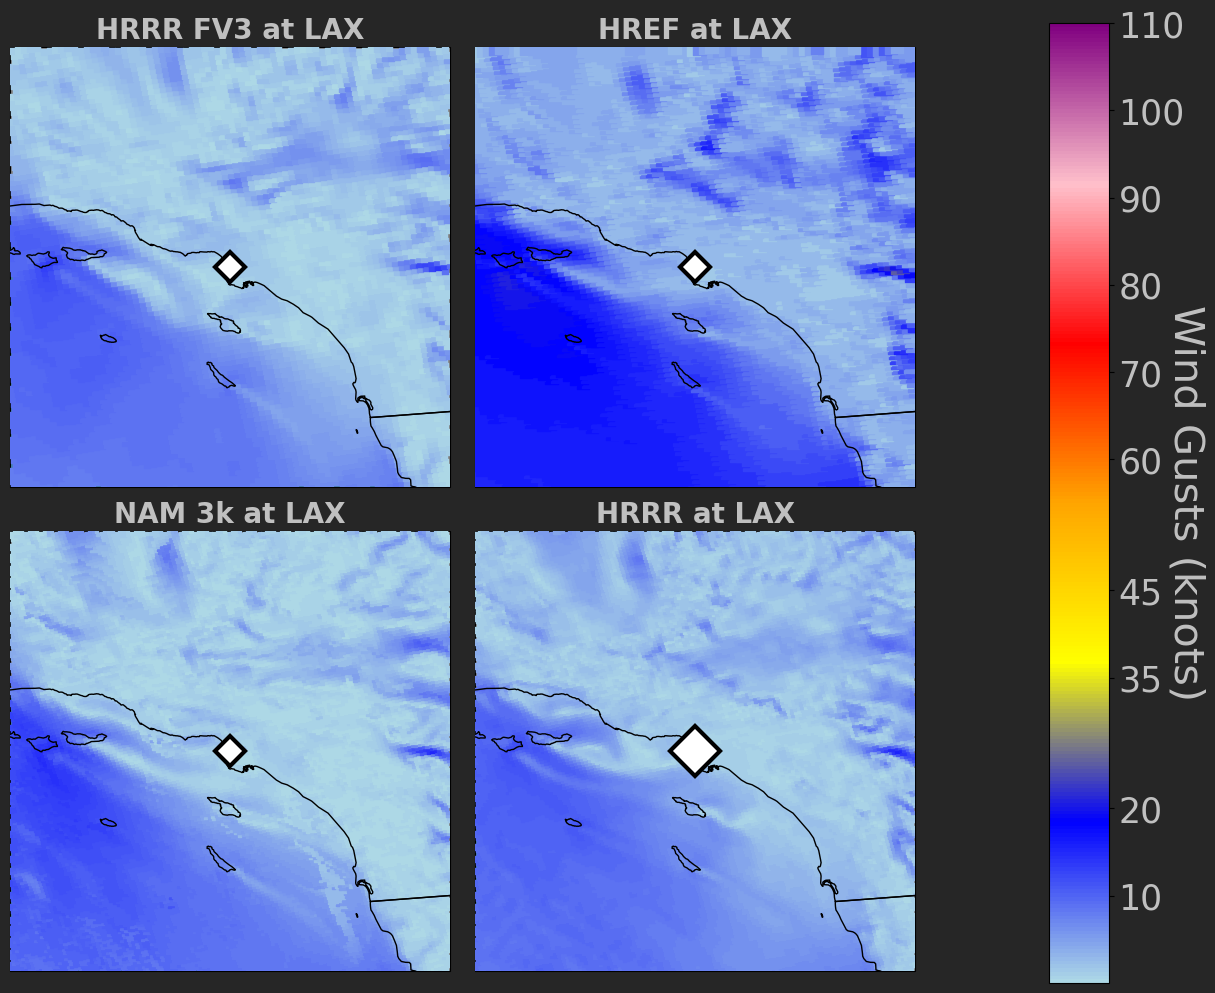 HRRR FV3 at LAX
HREF at LAX
NAM 3k at LAX
HRRR at LAX
110
100
90
80
70
60
45
35
20
10
Wind Gusts (knots)